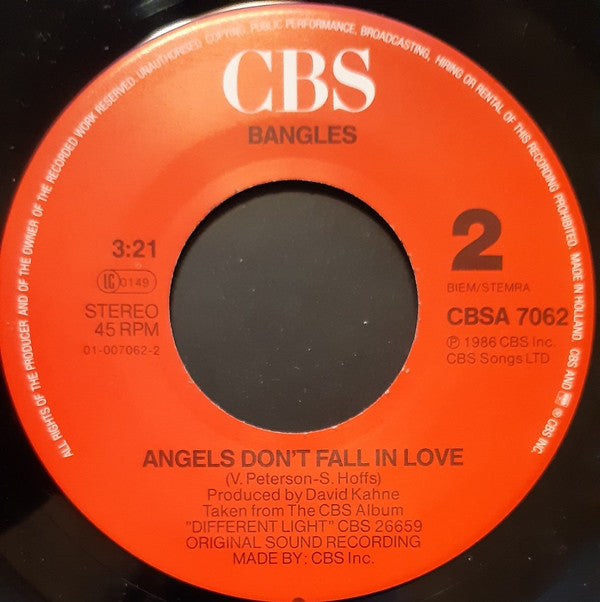 ALL RIGHTS OF THE PRODUCER AND OF THE OWNER OF THE RECORDED WORK RESERVED. UNAUTHORISED COPYING, PUBLIC PERFORMANCE, BROADCASTING, HIRING OR RENTAL OF THIS RECORDING PROHIBITED. MADE IN HOLLAND. CBS AND ® CBS INC.
CBS
BANGLES
3:21
LC 0149
STEREO
45 RPM
01-007062-2
2
BIEM/STEMRA
CBSA 7062
℗ 1986 CBS Inc.
CBS Songs LTD
ANGELS DON'T FALL IN LOVE
(V. Peterson-S. Hoffs)
Produced by David Kahne
Taken from The CBS Album
"DIFFERENT LIGHT" CBS 26659
ORIGINAL SOUND RECORDING
MADE BY: CBS Inc.